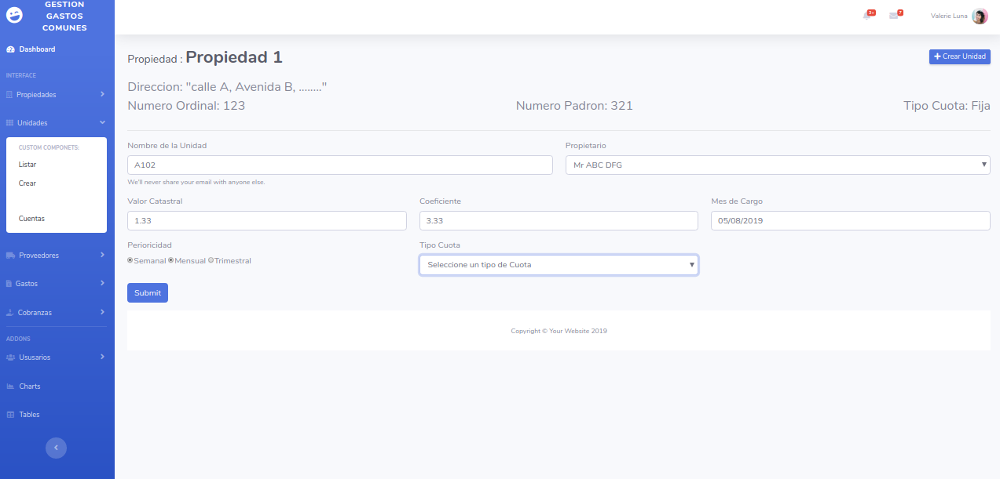 GESTION
GASTOS
COMUNES
3+
7
Valerie Luna
Dashboard
INTERFACE
Propiedades
Unidades
CUSTOM COMPONETS:
Listar
Crear
Cuentas
Proveedores
Gastos
Cobranzas
ADDONS
Ususarios
Charts
Tables
Propiedad : Propiedad 1
+ Crear Unidad
Direccion: "calle A, Avenida B, ........"
Numero Ordinal: 123 Numero Padron: 321 Tipo Cuota: Fija
Nombre de la Unidad Propietario
A102 Mr ABC DFG
We'll never share your email with anyone else.
Valor Catastral Coeficiente Mes de Cargo
1.33 3.33 05/08/2019
Perioricidad Tipo Cuota
Semanal Mensual Trimestral Seleccione un tipo de Cuota
Submit
Copyright © Your Website 2019